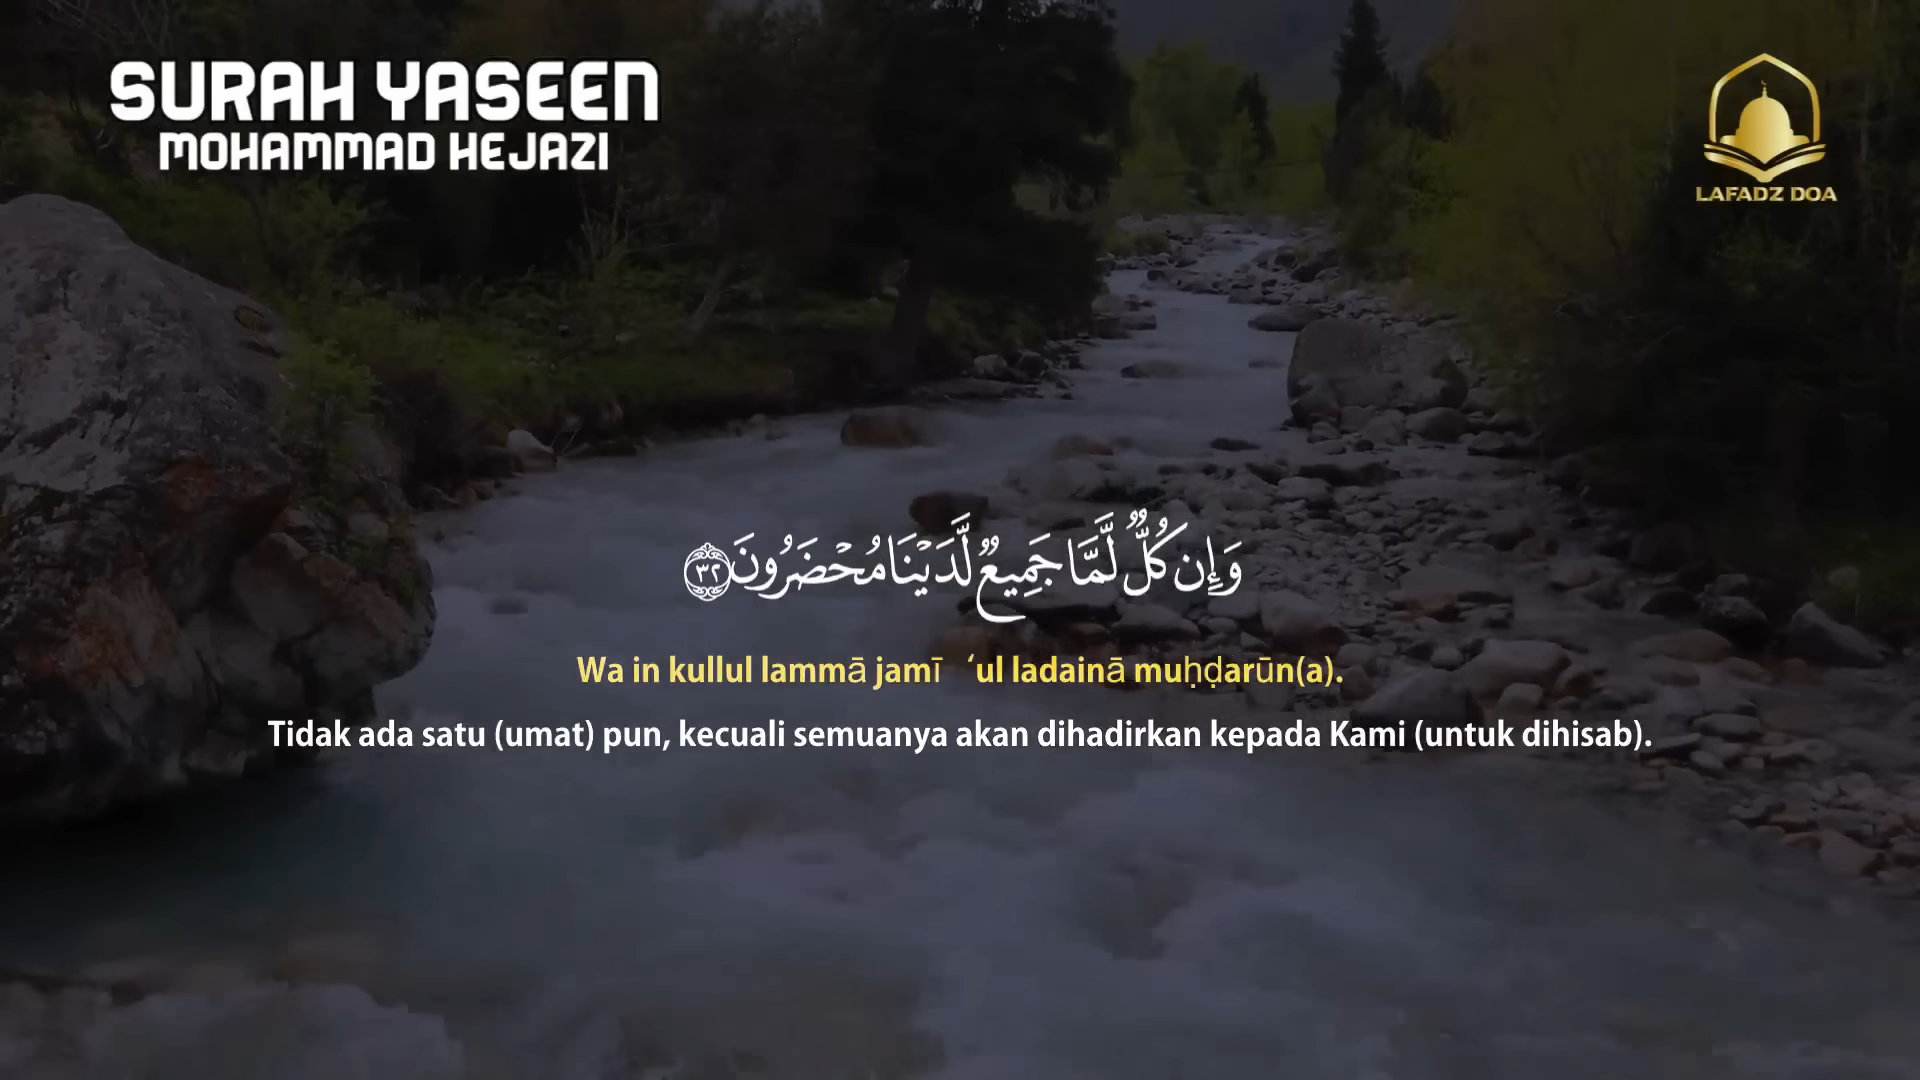 SURAH YASEEN
MOHAMMAD HEJAZI
LAFADZ DOA
وَإِن كُلٌّ لَّمَّا جَمِيعٌ لَّدَيْنَا مُحْضَرُونَ ٣٢
Wa in kullul lammā jamī ‘ul ladainā muḥḍarūn(a).
Tidak ada satu (umat) pun, kecuali semuanya akan dihadirkan kepada Kami (untuk dihisab).